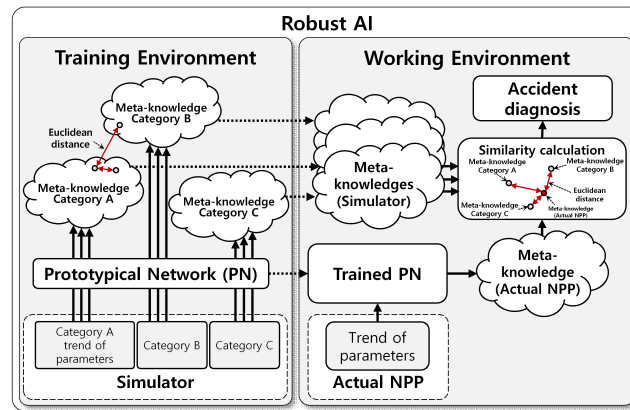 Robust AI
Training Environment
Meta-knowledge
Category B
Euclidean
distance
Meta-knowledge
Category A
Meta-knowledge
Category C
Prototypical Network (PN)
Category A
trend of
parameters
Category B
Category C
Simulator
Working Environment
Accident
diagnosis
Similarity calculation
Meta-knowledge
Category A
Meta-knowledge
Category B
Euclidean
distance
Meta-knowledge
Category C
Meta-knowledge
(Actual NPP)
Meta-
knowledges
(Simulator)
Trained PN
Meta-
knowledge
(Actual NPP)
Trend of
parameters
Actual NPP